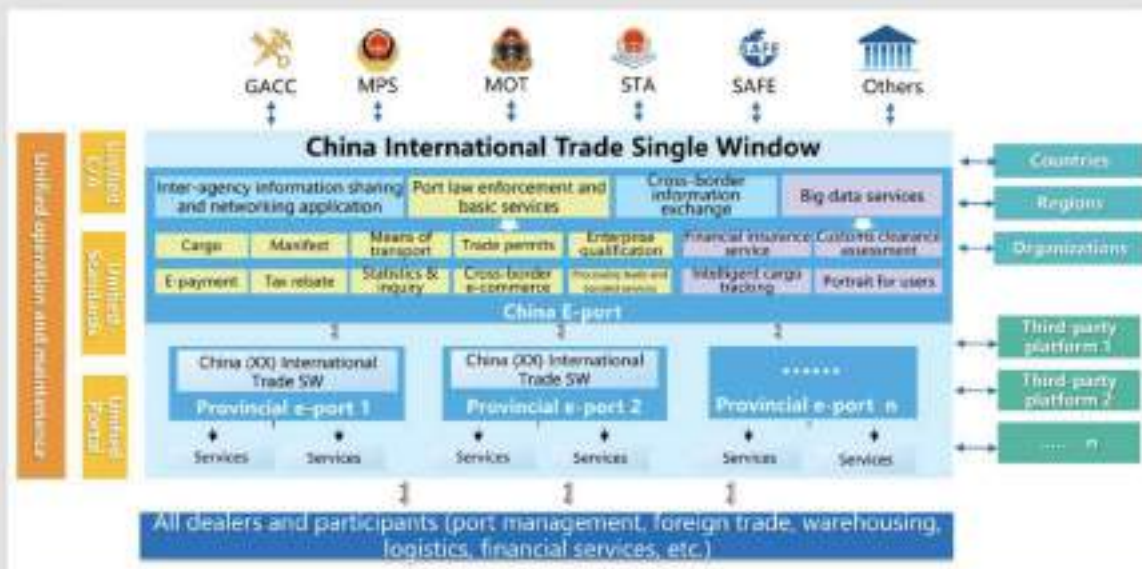 GACC
MPS
MOT
STA
SAFE
SAFE
Others
China International Trade Single Window
Unified operation and maintenance
Unified
Unified
Standards
Unified
Portal
Inter-agency information sharing
and networking application
Port law enforcement and
basic services
Cross-border
information
exchange
Big data services
Cargo
Manifest
Means of
transport
Trade permits
Enterprise
qualification
Financial insurance
service
Customs clearance
assessment
E-payment
Tax rebate
Statistics &
inquiry
Cross-border
e-commerce
Intelligent cargo
tracking
Portrait for users
China E-port
China (XX) International
Trade SW
Provincial e-port 1
China (XX) International
Trade SW
Provincial e-port 2
......
Provincial e-port n
Services
Services
Services
Services
Services
Services
Countries
Regions
Organizations
Third-party
platform 1
Third-party
platform 2
..... n
All dealers and participants (port management, foreign trade, warehousing,
logistics, financial services, etc.)